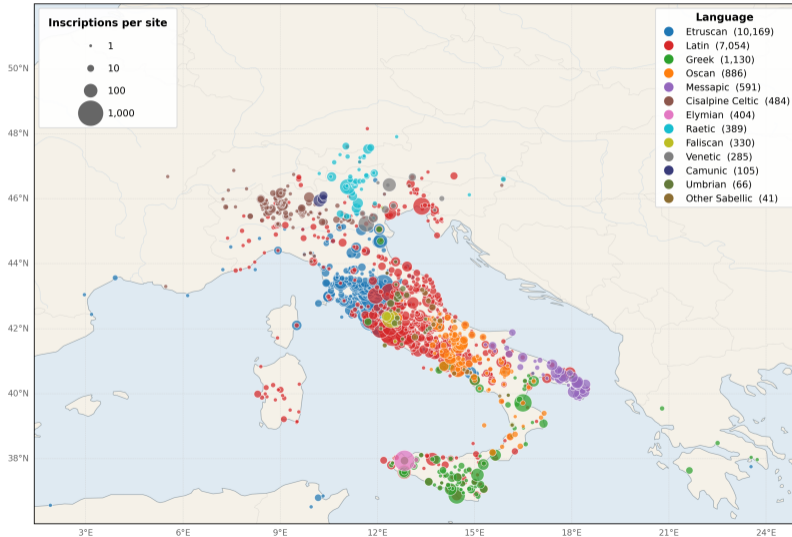 Inscriptions per site
1
10
100
1,000
Language
Etruscan (10,169)
Latin (7,054)
Greek (1,130)
Oscan (886)
Messapic (591)
Cisalpine Celtic (484)
Elymian (404)
Raetic (389)
Faliscan (330)
Venetic (285)
Camunic (105)
Umbrian (66)
Other Sabellic (41)
50°N
48°N
46°N
44°N
42°N
40°N
38°N
3°E 6°E 9°E 12°E 15°E 18°E 21°E 24°E